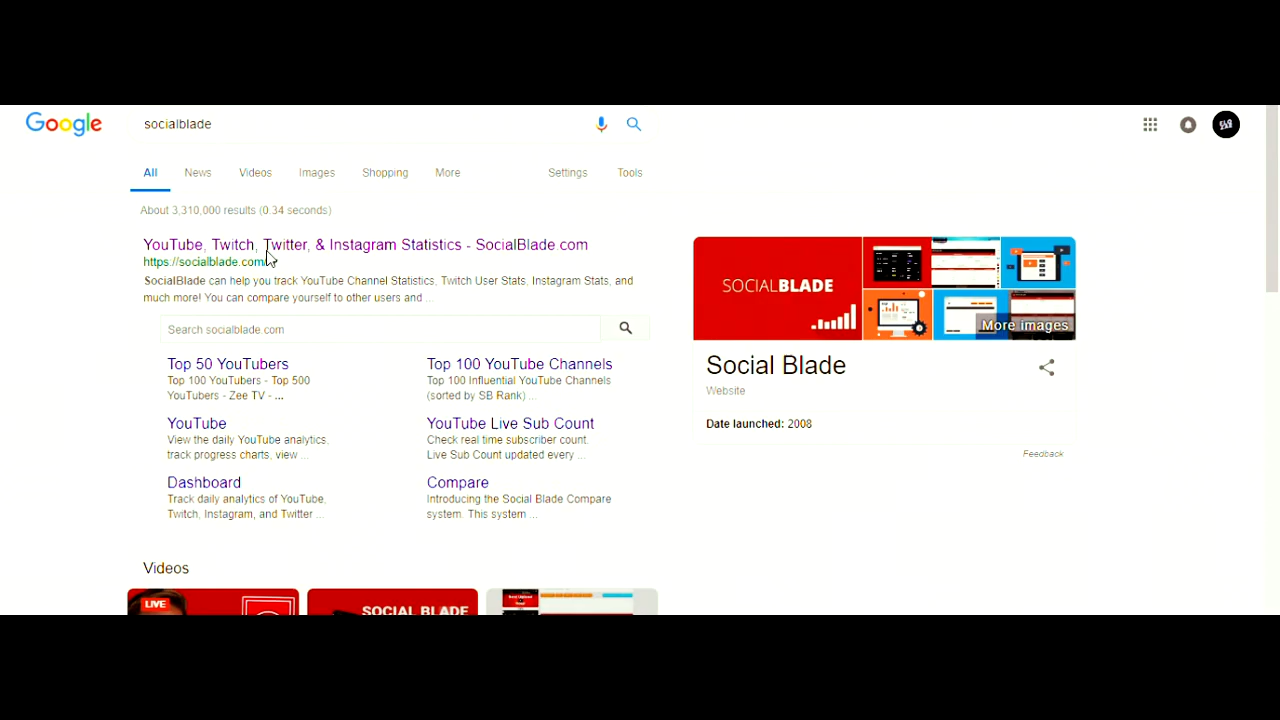 Google
socialblade
All News Videos Images Shopping More Settings Tools
About 3,310,000 results (0.34 seconds)
YouTube, Twitch, Twitter, & Instagram Statistics - SocialBlade.com
https://socialblade.com/
SocialBlade can help you track YouTube Channel Statistics, Twitch User Stats, Instagram Stats, and
much more! You can compare yourself to other users and ...
Search socialblade.com
Top 50 YouTubers
Top 100 YouTubers - Top 500
YouTubers - Zee TV - ...
Top 100 YouTube Channels
Top 100 Influential YouTube Channels
(sorted by SB Rank) ...
YouTube
View the daily YouTube analytics,
track progress charts, view ...
YouTube Live Sub Count
Check real time subscriber count.
Live Sub Count updated every ...
Dashboard
Track daily analytics of YouTube,
Twitch, Instagram, and Twitter ...
Compare
Introducing the Social Blade Compare
system. This system ...
Videos
LIVE
SOCIAL BLADE
SOCIALBLADE
More images
Social Blade
Website
Date launched: 2008
Feedback